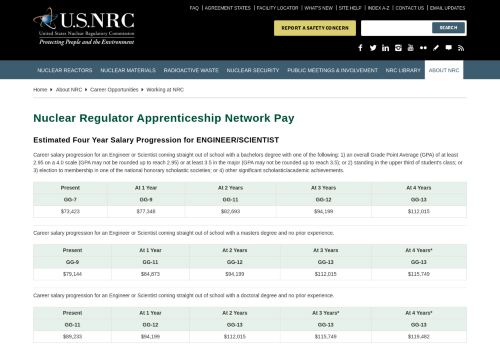 FAQ | AGREEMENT STATES | FACILITY LOCATOR | WHAT'S NEW | SITE HELP | INDEX A-Z | CONTACT US | EMAIL UPDATES
U.S.NRC
United States Nuclear Regulatory Commission
Protecting People and the Environment
REPORT A SAFETY CONCERN
SEARCH
NUCLEAR REACTORS NUCLEAR MATERIALS RADIOACTIVE WASTE NUCLEAR SECURITY PUBLIC MEETINGS & INVOLVEMENT NRC LIBRARY ABOUT NRC
Home About NRC Career Opportunities Working at NRC
Nuclear Regulator Apprenticeship Network Pay
Estimated Four Year Salary Progression for ENGINEER/SCIENTIST
Career salary progression for an Engineer or Scientist coming straight out of school with a bachelors degree with one of the following: 1) an overall Grade Point Average (GPA) of at least
2.95 on a 4.0 scale (GPA may not be rounded up to reach 2.95) or at least 3.5 in the major (GPA may not be rounded up to reach 3.5); or 2) standing in the upper third of student's class; or
3) election to membership in one of the national honorary scholastic societies; or 4) other significant scholastic/academic achievements.
Present At 1 Year At 2 Years At 3 Years At 4 Years
GG-7 GG-9 GG-11 GG-12 GG-13
$73,423 $77,348 $82,693 $94,199 $112,015
Career salary progression for an Engineer or Scientist coming straight out of school with a masters degree and no prior experience.
Present At 1 Year At 2 Years At 3 Years At 4 Years*
GG-9 GG-11 GG-12 GG-13 GG-13
$79,144 $84,873 $94,199 $112,015 $115,749
Career salary progression for an Engineer or Scientist coming straight out of school with a doctoral degree and no prior experience.
Present At 1 Year At 2 Years At 3 Years* At 4 Years*
GG-11 GG-12 GG-13 GG-13 GG-13
$89,233 $94,199 $112,015 $115,749 $119,482